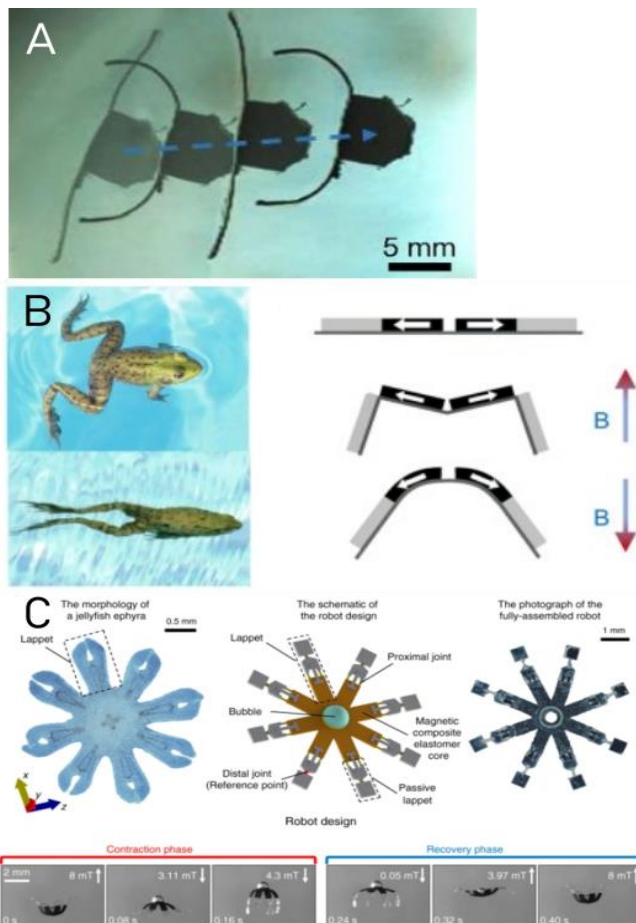 A
5 mm
B
B
B
C
The morphology of
a jellyfish ephyra
0.5 mm
Lappet
x
y
z
The schematic of
the robot design
Lappet
Proximal joint
Bubble
Magnetic
composite
elastomer
core
Distal joint
(Reference point)
Passive
lappet
Robot design
The photograph of the
fully-assembled robot
1 mm
Contraction phase
Recovery phase
2 mm
8 mT↑
3.11 mT↓
4.3 mT↓
0.05 mT↓
3.97 mT↑
8 mT↑
0 s
0.08 s
0.16 s
0.24 s
0.32 s
0.40 s